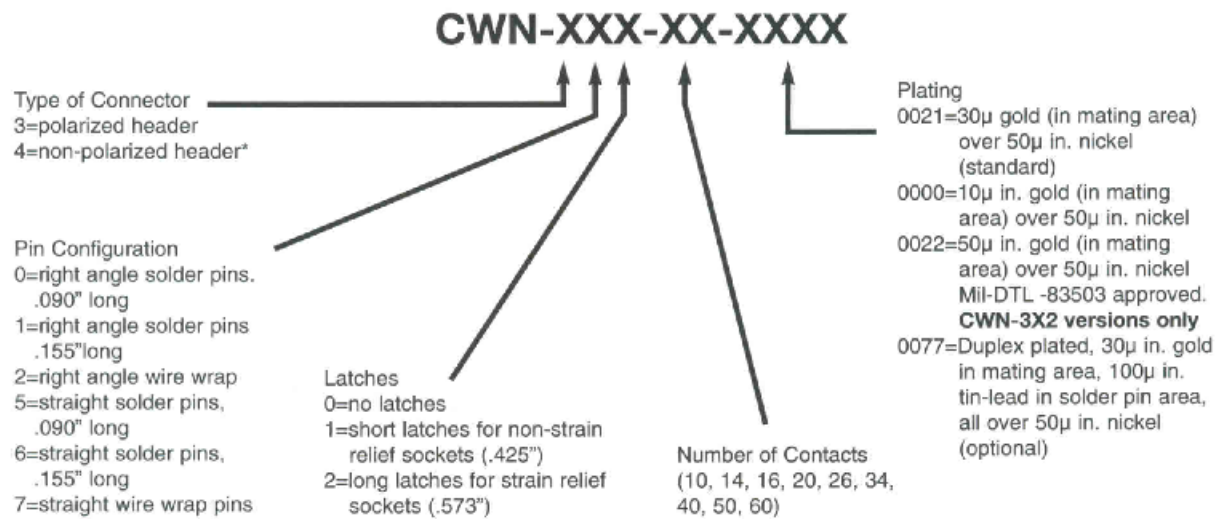 CWN-XXX-XX-XXXX
Type of Connector
3=polarized header
4=non-polarized header*
Pin Configuration
0=right angle solder pins.
.090" long
1=right angle solder pins
.155"long
2=right angle wire wrap
5=straight solder pins,
.090" long
6=straight solder pins,
.155" long
7=straight wire wrap pins
Latches
0=no latches
1=short latches for non-strain
relief sockets (.425")
2=long latches for strain relief
sockets (.573")
Number of Contacts
(10, 14, 16, 20, 26, 34,
40, 50, 60)
Plating
0021=30µ gold (in mating area)
over 50µ in. nickel
(standard)
0000=10µ in. gold (in mating
area) over 50µ in. nickel
0022=50µ in. gold (in mating
area) over 50µ in. nickel
Mil-DTL -83503 approved.
CWN-3X2 versions only
0077=Duplex plated, 30µ in. gold
in mating area, 100µ in.
tin-lead in solder pin area,
all over 50µ in. nickel
(optional)